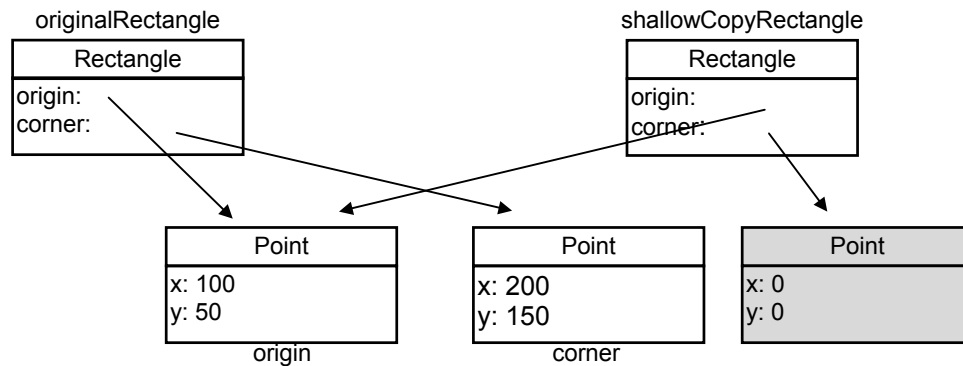 originalRectangle
Rectangle
origin:
corner:
shallowCopyRectangle
Rectangle
origin:
corner:
Point
x: 100
y: 50
origin
Point
x: 200
y: 150
corner
Point
x: 0
y: 0